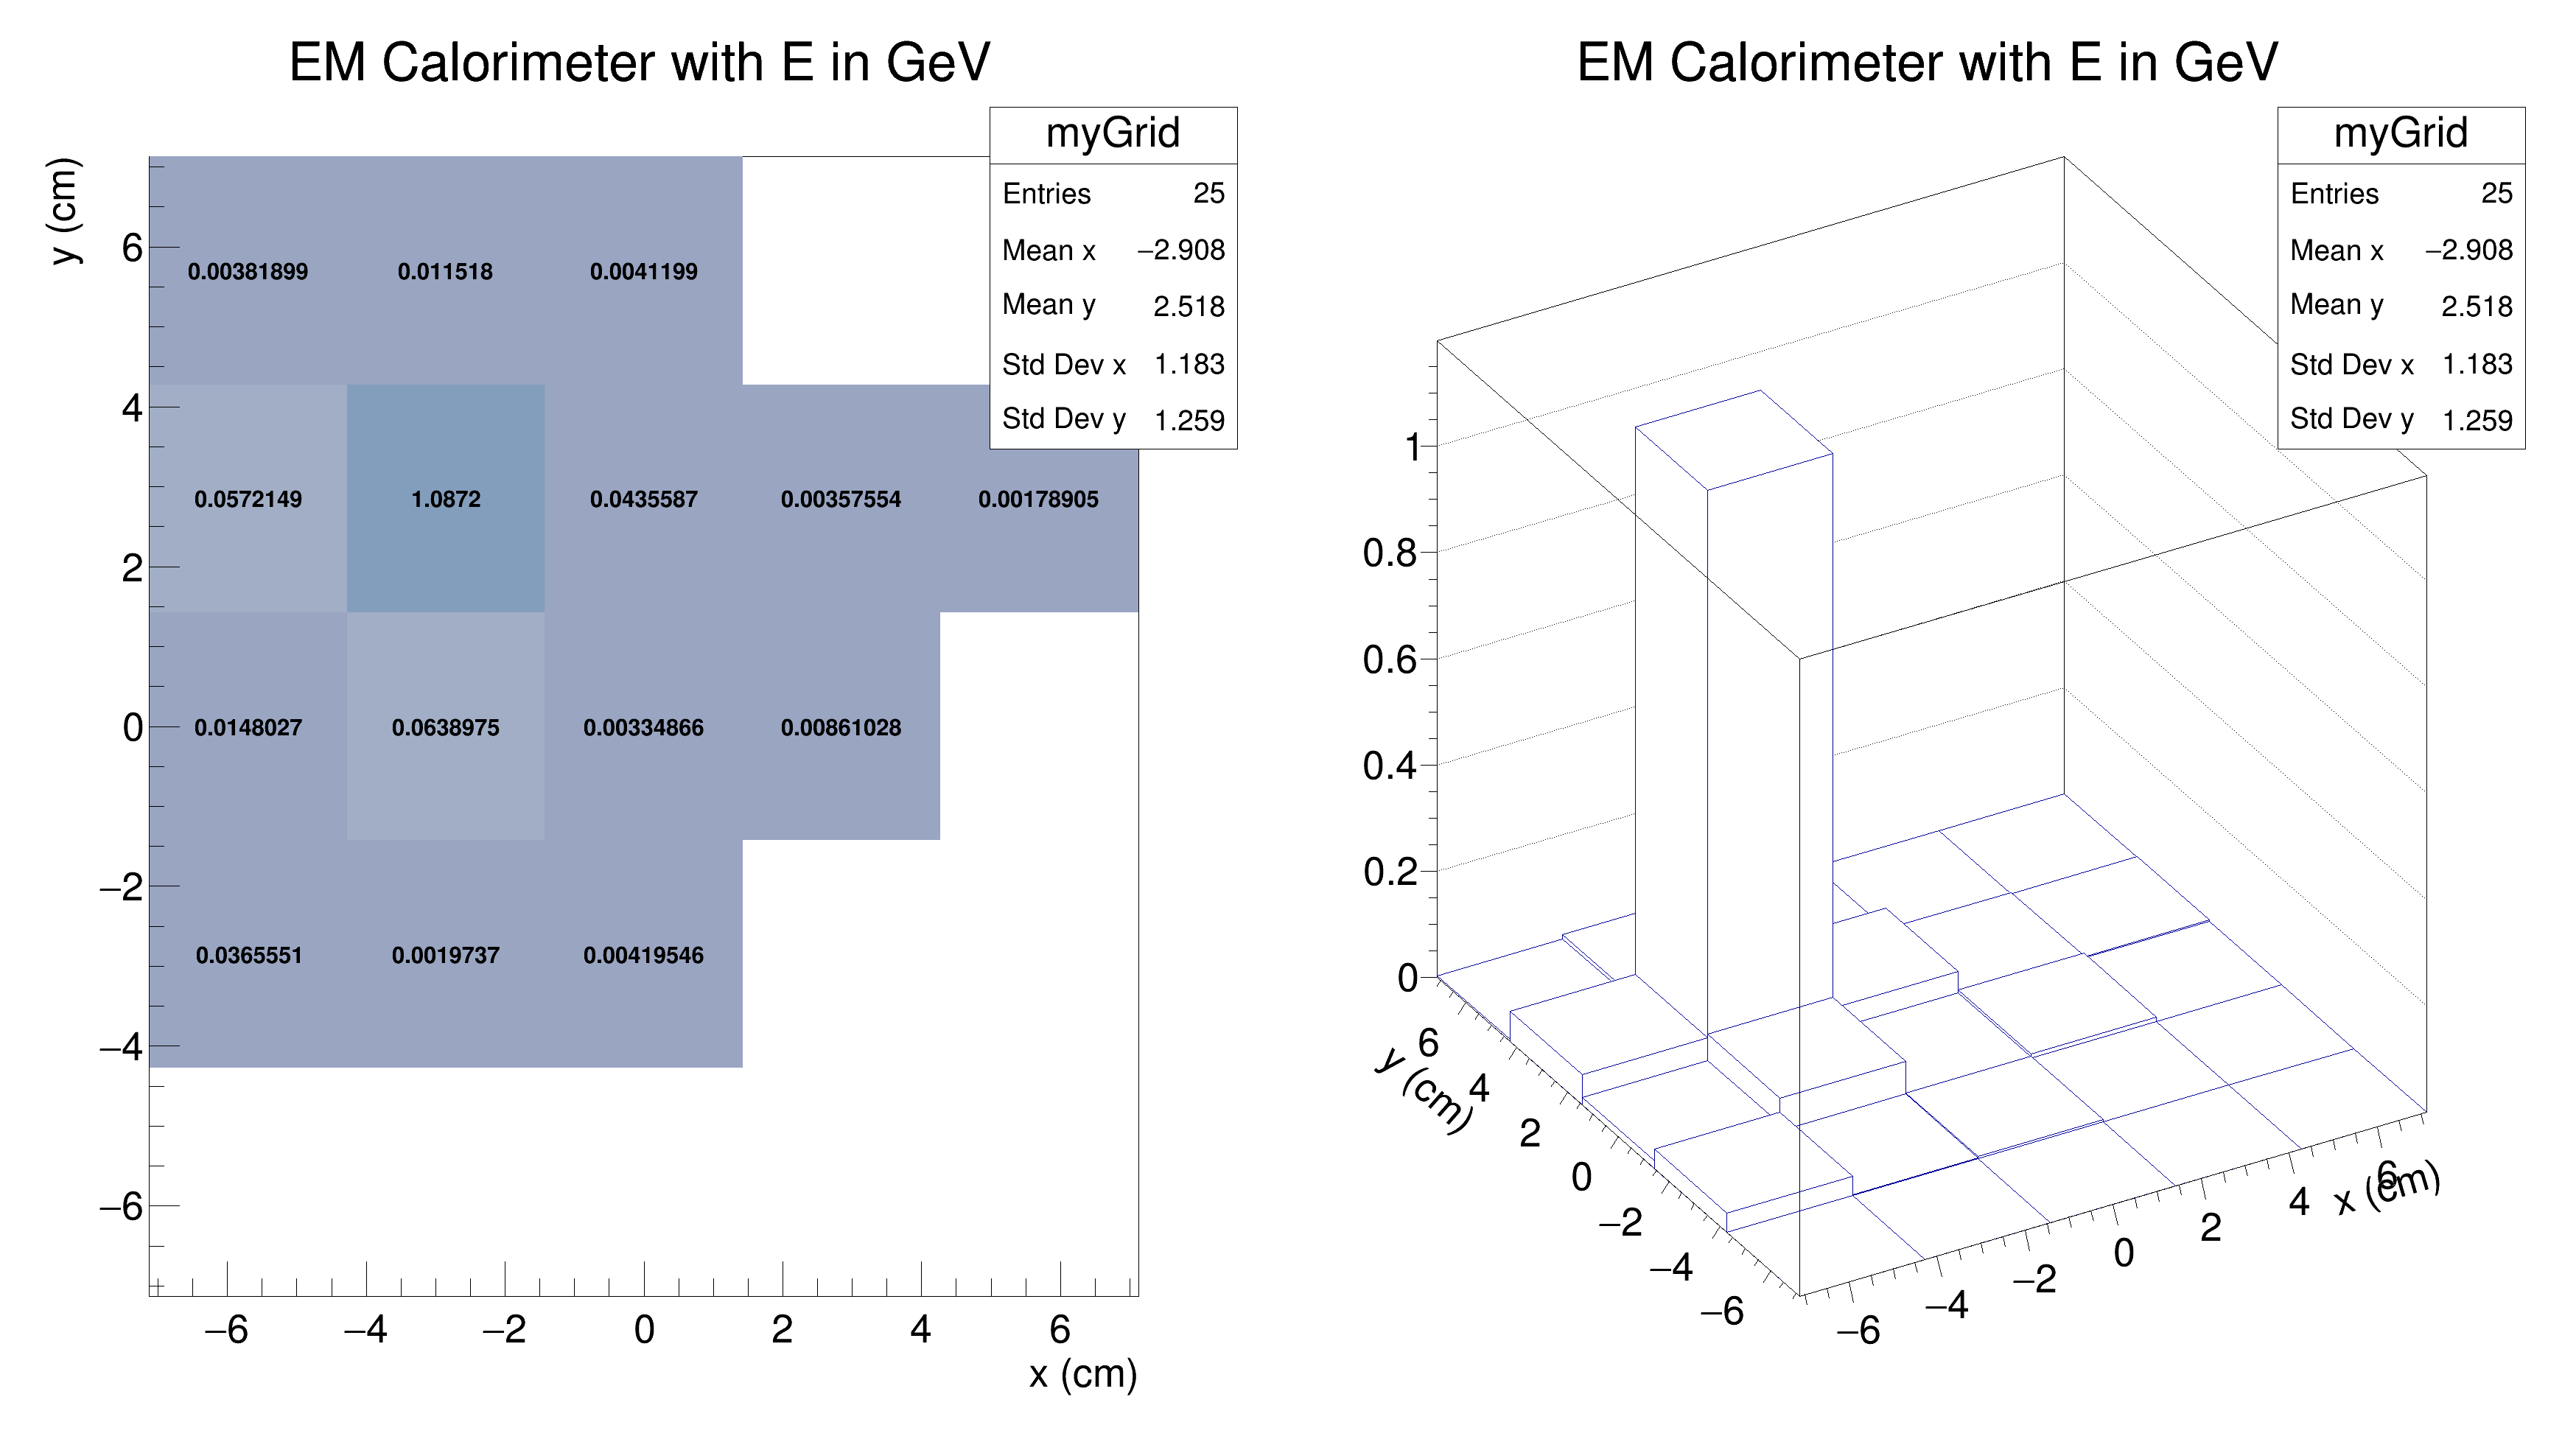 EM Calorimeter with E in GeV
y (cm)
myGrid
Entries 25
Mean x −2.908
Mean y 2.518
Std Dev x 1.183
Std Dev y 1.259
6
4
2
0
−2
−4
−6
0.00381899 0.011518 0.0041199
0.0572149 1.0872 0.0435587 0.00357554 0.00178905
0.0148027 0.0638975 0.00334866 0.00861028
0.0365551 0.0019737 0.00419546
−6 −4 −2 0 2 4 6
x (cm)
EM Calorimeter with E in GeV
myGrid
Entries 25
Mean x −2.908
Mean y 2.518
Std Dev x 1.183
Std Dev y 1.259
1
0.8
0.6
0.4
0.2
0
y (cm)
6
4
2
0
−2
−4
−6
−6 −4 −2 0 2 4 6
x (cm)